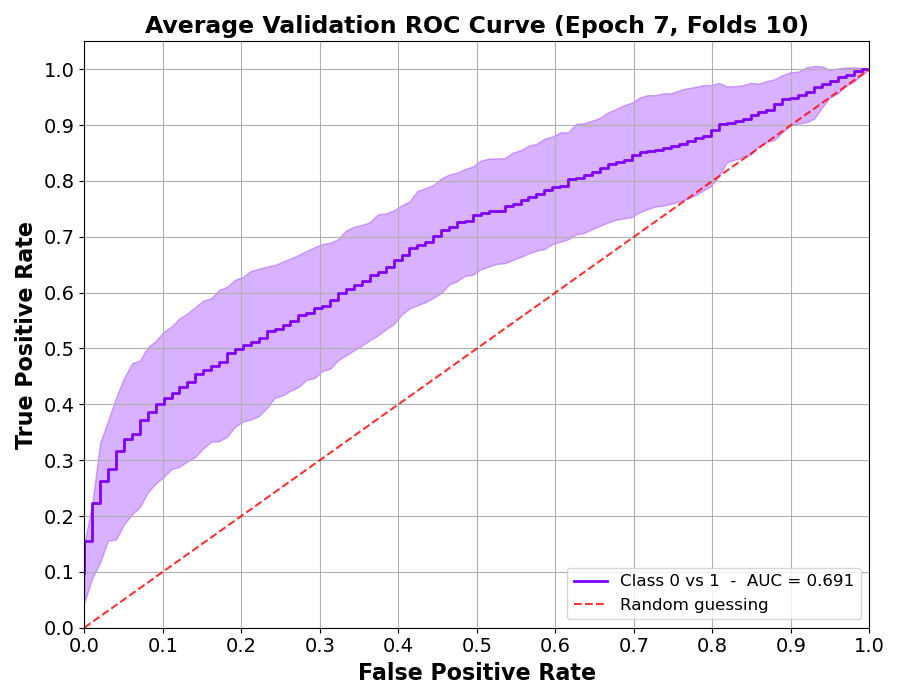 Average Validation ROC Curve (Epoch 7, Folds 10)
True Positive Rate
1.0
0.9
0.8
0.7
0.6
0.5
0.4
0.3
0.2
0.1
0.0
Class 0 vs 1 - AUC = 0.691
Random guessing
0.0 0.1 0.2 0.3 0.4 0.5 0.6 0.7 0.8 0.9 1.0
False Positive Rate